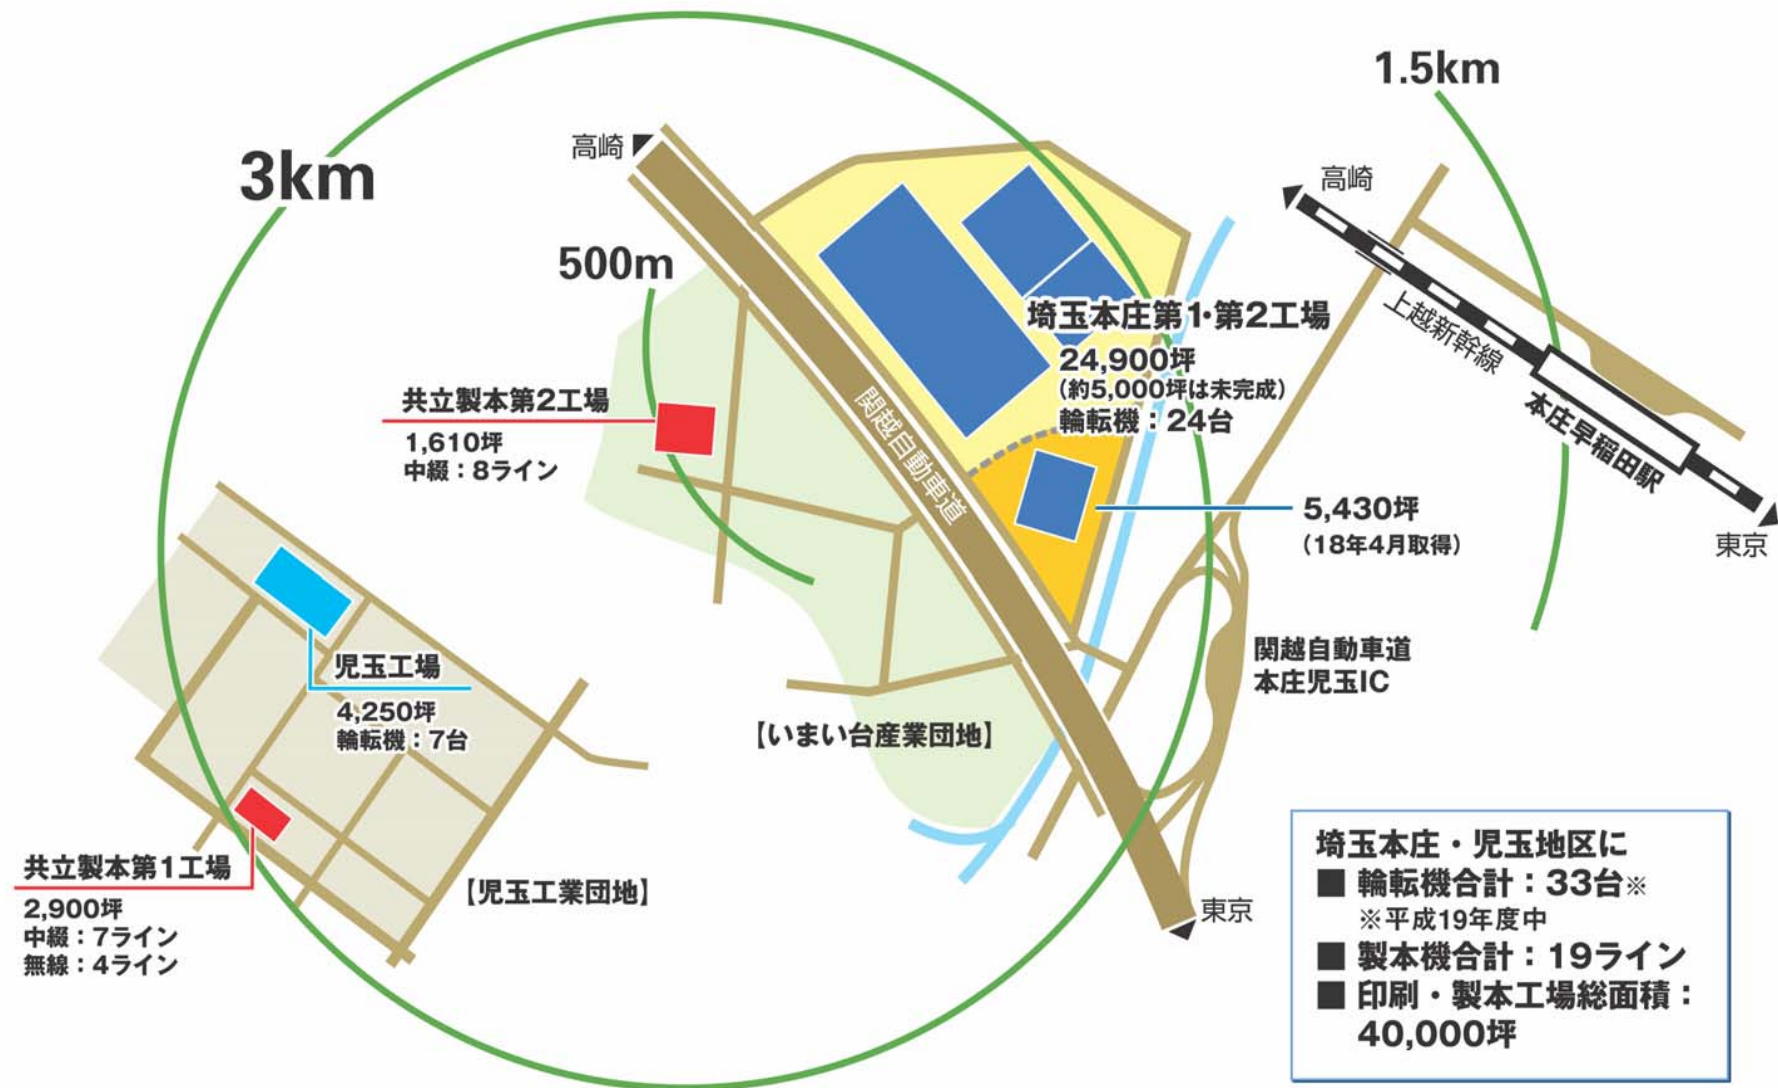 3km
500m
1.5km
高崎
高崎
上越新幹線
本庄早稲田駅
東京
埼玉本庄第1・第2工場
24,900坪
(約5,000坪は未完成)
輪転機：24台
関越自動車道
共立製本第2工場
1,610坪
中綴：8ライン
5,430坪
(18年4月取得)
関越自動車道
本庄児玉IC
児玉工場
4,250坪
輪転機：7台
【いまい台産業団地】
共立製本第1工場
2,900坪
中綴：7ライン
無線：4ライン
【児玉工業団地】
東京
埼玉本庄・児玉地区に
■ 輪転機合計：33台※
※平成19年度中
■ 製本機合計：19ライン
■ 印刷・製本工場総面積：
40,000坪